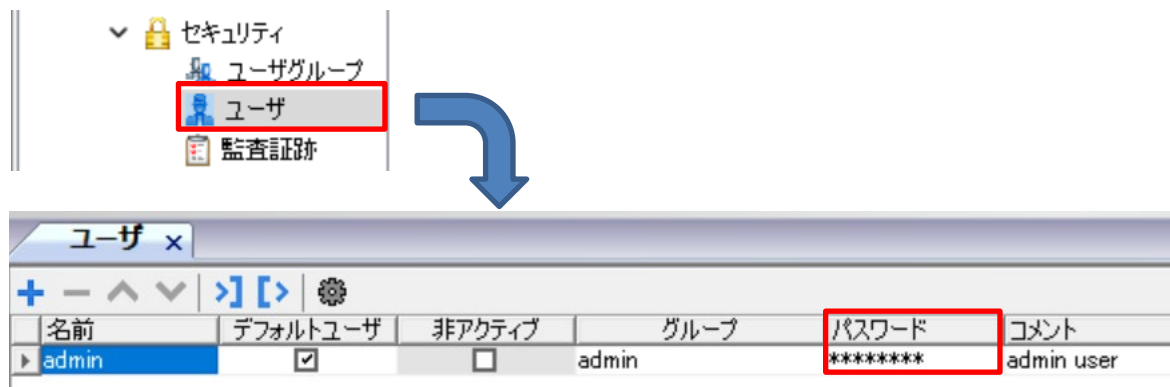 セキュリティ
ユーザグループ
ユーザ
監査証跡
ユーザ x
名前 デフォルトユーザ 非アクティブ グループ パスワード コメント
admin admin ******** admin user